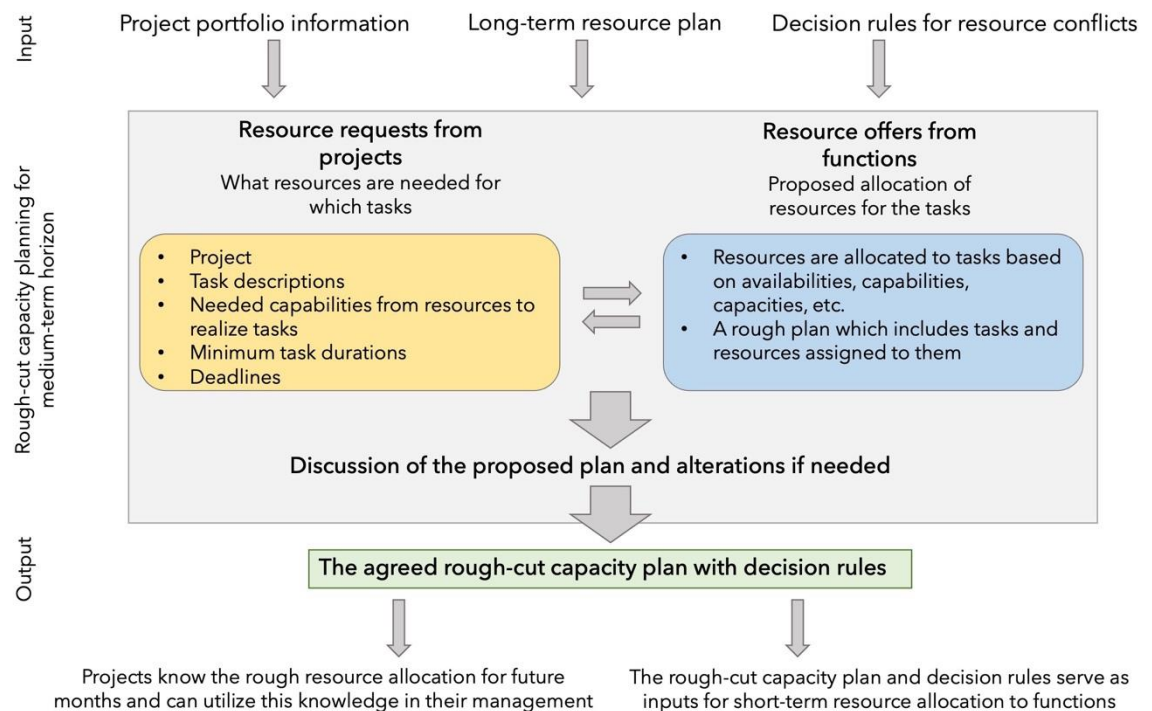 Input
Project portfolio information
Long-term resource plan
Decision rules for resource conflicts
Rough-cut capacity planning for
medium-term horizon
Resource requests from
projects
What resources are needed for
which tasks
• Project
• Task descriptions
• Needed capabilities from resources to
realize tasks
• Minimum task durations
• Deadlines
Resource offers from
functions
Proposed allocation of
resources for the tasks
• Resources are allocated to tasks based
on availabilities, capabilities,
capacities, etc.
• A rough plan which includes tasks and
resources assigned to them
Discussion of the proposed plan and alterations if needed
Output
The agreed rough-cut capacity plan with decision rules
Projects know the rough resource allocation for future
months and can utilize this knowledge in their management
The rough-cut capacity plan and decision rules serve as
inputs for short-term resource allocation to functions